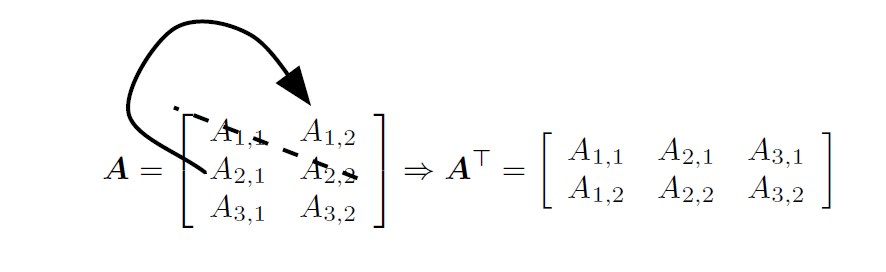 A = [ A1,1 A1,2 ; A2,1 A2,2 ; A3,1 A3,2 ] ⇒ A⊤ = [ A1,1 A2,1 A3,1 ; A1,2 A2,2 A3,2 ]